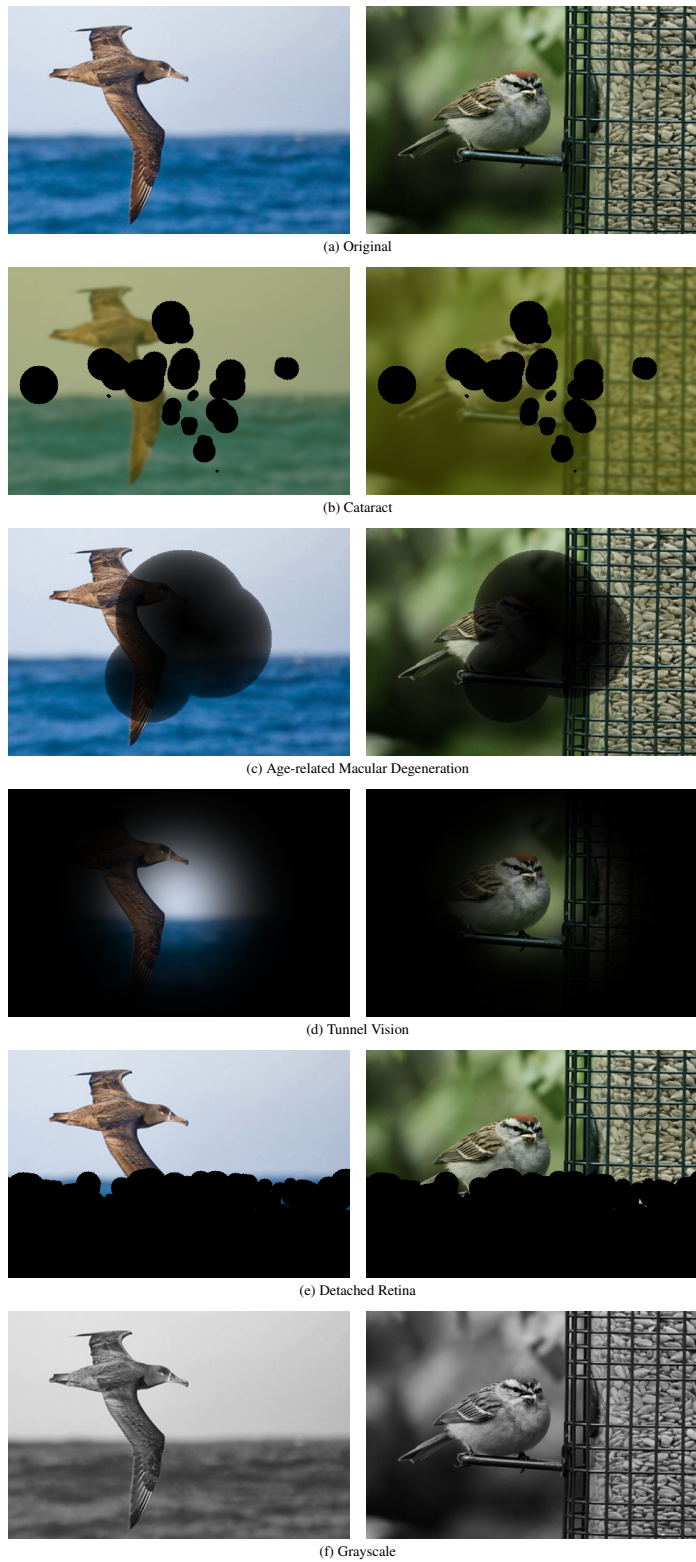 (a) Original
(b) Cataract
(c) Age-related Macular Degeneration
(d) Tunnel Vision
(e) Detached Retina
(f) Grayscale